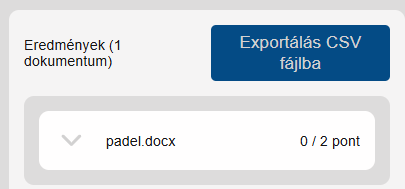 Eredmények (1
dokumentum)
Exportálás CSV
fájlba
padel.docx 0 / 2 pont